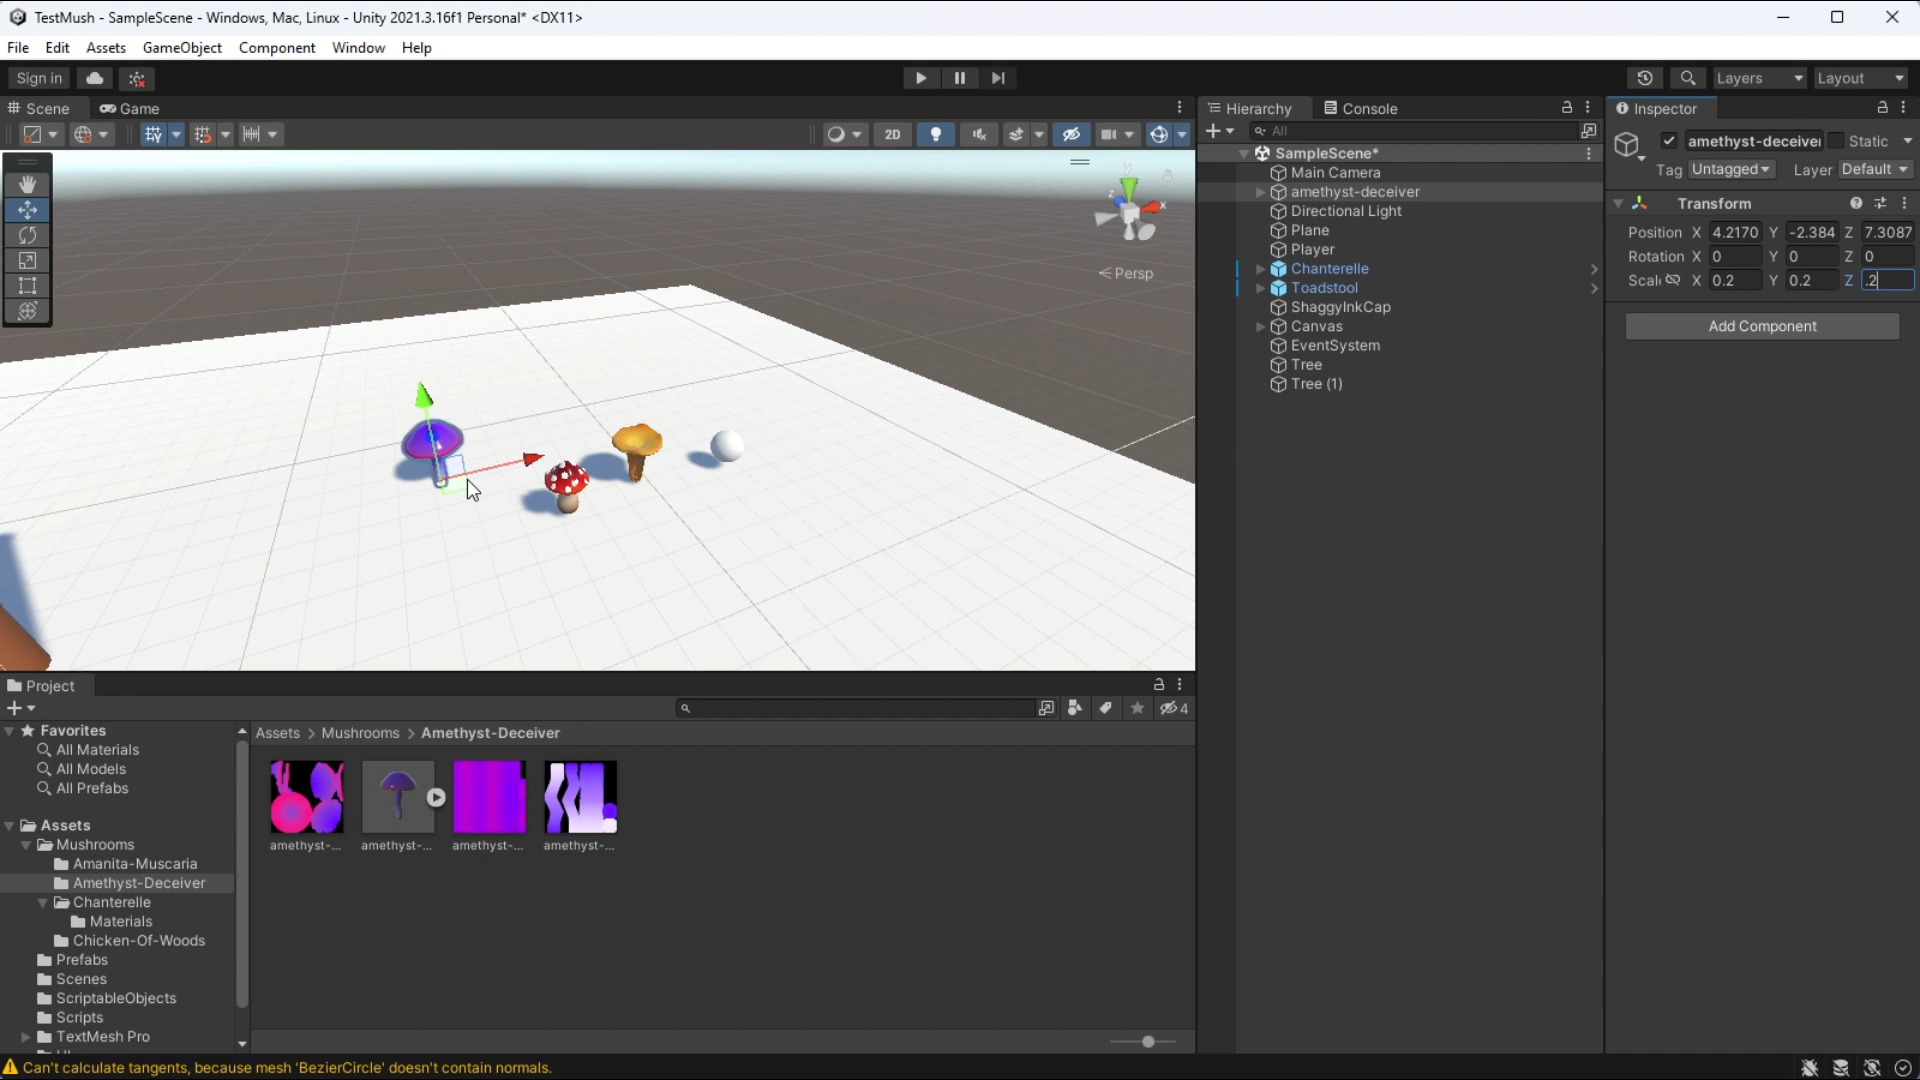 TestMush - SampleScene - Windows, Mac, Linux - Unity 2021.3.16f1 Personal* <DX11>
File Edit Assets GameObject Component Window Help
Sign in
Layers Layout
Scene Game
Hierarchy Console
Inspector
2D
All
amethyst-deceiver Static
Tag Untagged Layer Default
SampleScene*
Main Camera
amethyst-deceiver
Directional Light
Plane
Player
Chanterelle
Toadstool
ShaggyInkCap
Canvas
EventSystem
Tree
Tree (1)
Transform
Position X 4.2170 Y -2.384 Z 7.3087
Rotation X 0 Y 0 Z 0
Scal X 0.2 Y 0.2 Z .2
Add Component
y
z
x
Persp
Project
4
Favorites
All Materials
All Models
All Prefabs
Assets
Mushrooms
Amanita-Muscaria
Amethyst-Deceiver
Chanterelle
Materials
Chicken-Of-Woods
Prefabs
Scenes
ScriptableObjects
Scripts
TextMesh Pro
Assets > Mushrooms > Amethyst-Deceiver
amethyst-... amethyst-... amethyst-... amethyst-...
Can't calculate tangents, because mesh 'BezierCircle' doesn't contain normals.